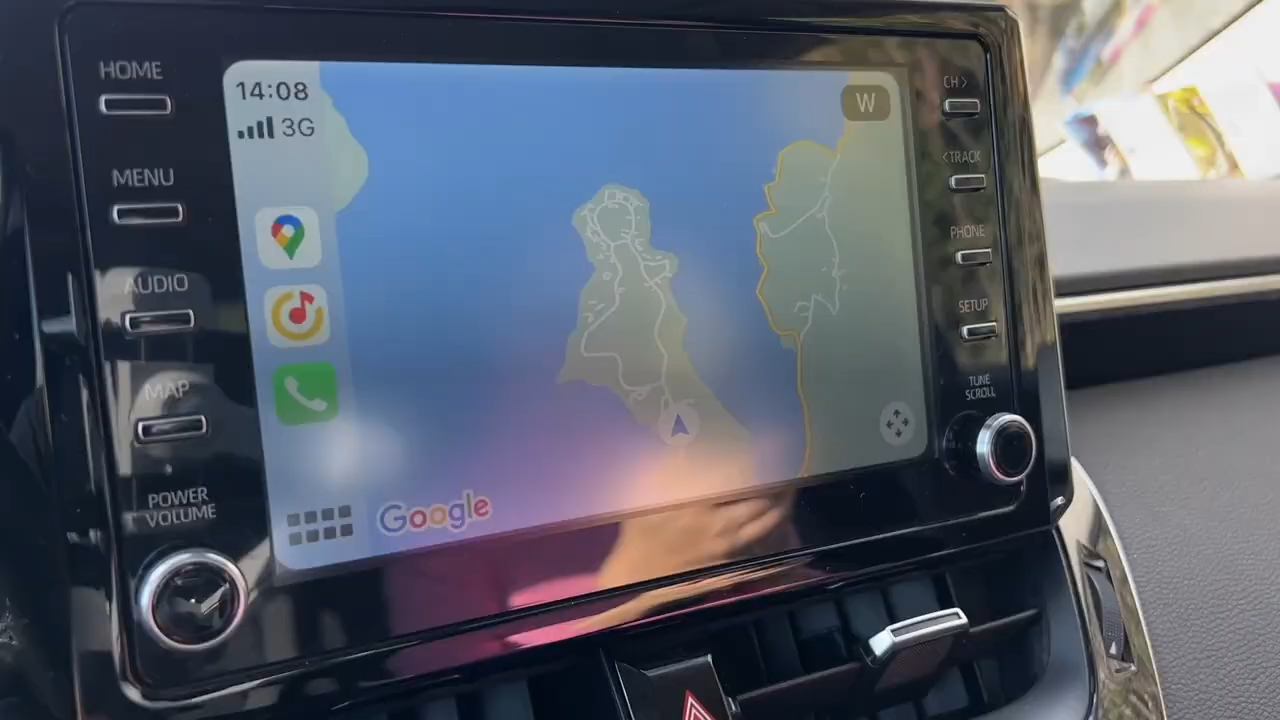 HOME
MENU
AUDIO
MAP
POWER
VOLUME
14:08
3G
W
Google
CH >
< TRACK
PHONE
SETUP
TUNE
SCROLL